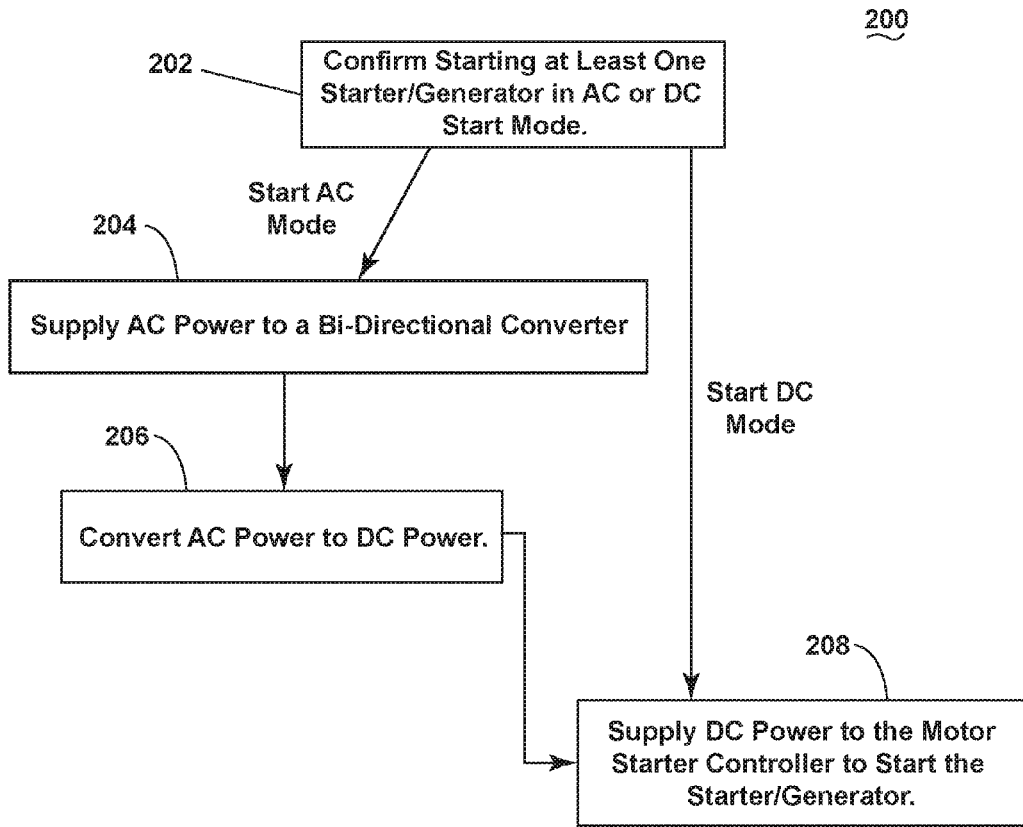 200
202
Confirm Starting at Least One
Starter/Generator in AC or DC
Start Mode.
Start AC
Mode
204
Supply AC Power to a Bi-Directional Converter
Start DC
Mode
206
Convert AC Power to DC Power.
208
Supply DC Power to the Motor
Starter Controller to Start the
Starter/Generator.